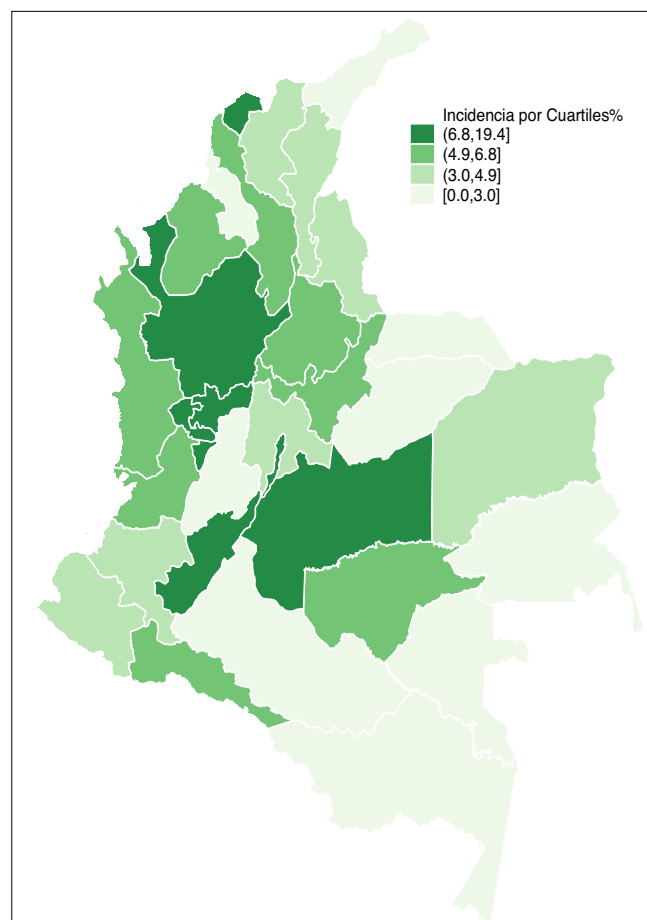 Incidencia por Cuartiles%
(6.8,19.4]
(4.9,6.8]
(3.0,4.9]
[0.0,3.0]